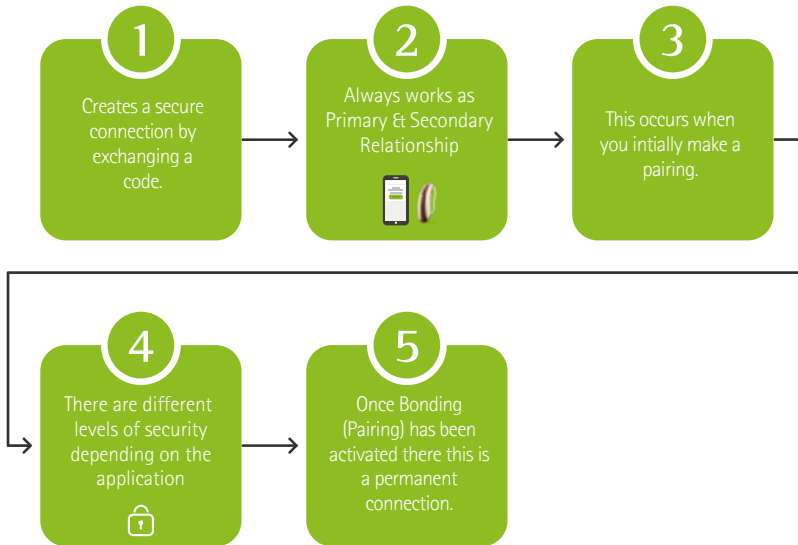 1
Creates a secure
connection by
exchanging a
code.
2
Always works as
Primary & Secondary
Relationship
3
This occurs when
you intially make a
pairing.
4
There are different
levels of security
depending on the
application
5
Once Bonding
(Pairing) has been
activated there this is
a permanent
connection.